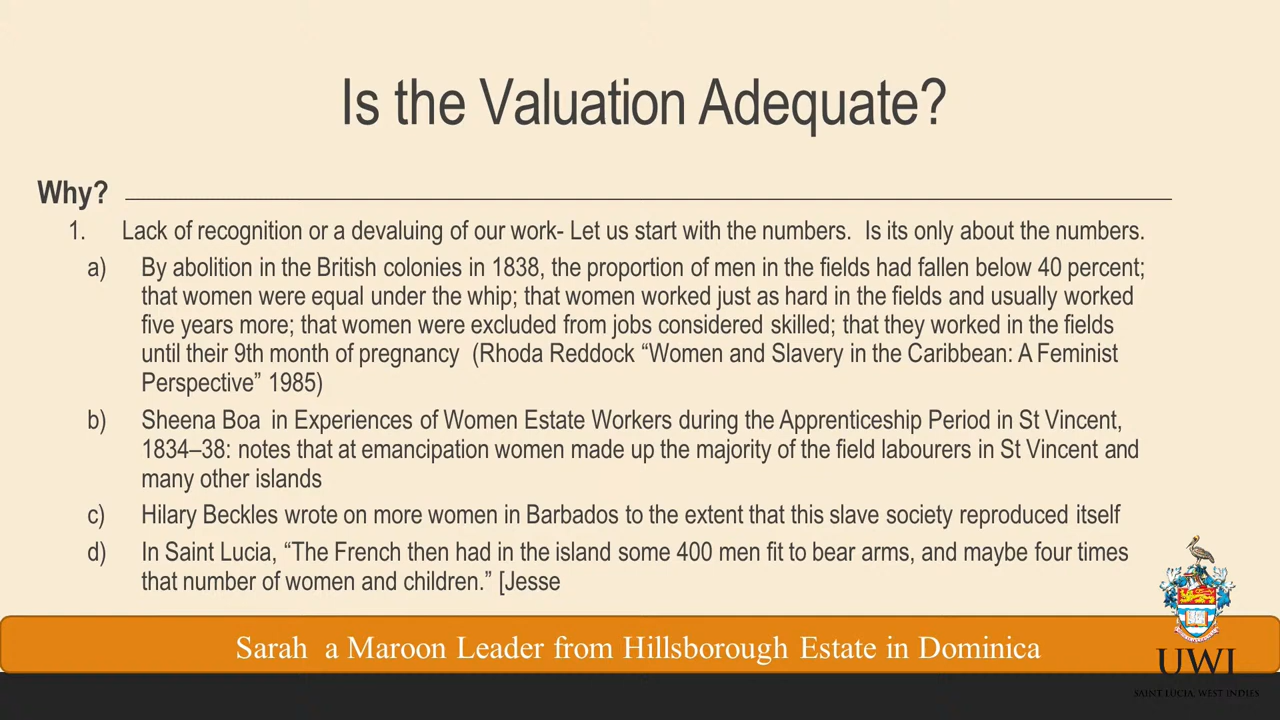 Is the Valuation Adequate?
Why?
1. Lack of recognition or a devaluing of our work- Let us start with the numbers. Is its only about the numbers.
a) By abolition in the British colonies in 1838, the proportion of men in the fields had fallen below 40 percent;
that women were equal under the whip; that women worked just as hard in the fields and usually worked
five years more; that women were excluded from jobs considered skilled; that they worked in the fields
until their 9th month of pregnancy (Rhoda Reddock “Women and Slavery in the Caribbean: A Feminist
Perspective” 1985)
b) Sheena Boa in Experiences of Women Estate Workers during the Apprenticeship Period in St Vincent,
1834–38: notes that at emancipation women made up the majority of the field labourers in St Vincent and
many other islands
c) Hilary Beckles wrote on more women in Barbados to the extent that this slave society reproduced itself
d) In Saint Lucia, “The French then had in the island some 400 men fit to bear arms, and maybe four times
that number of women and children.” [Jesse
Sarah a Maroon Leader from Hillsborough Estate in Dominica
UWI
SAINT LUCIA, WEST INDIES